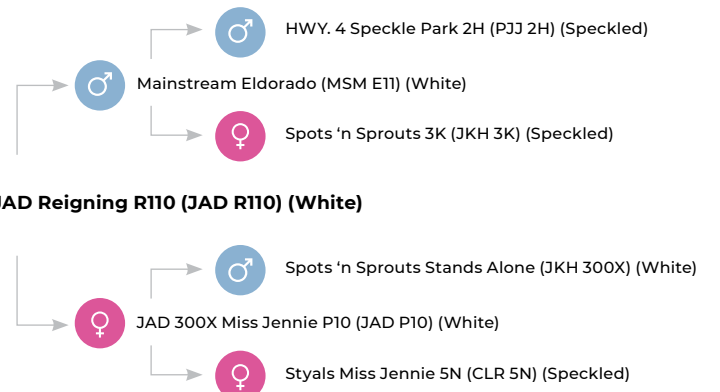 HWY. 4 Speckle Park 2H (PJJ 2H) (Speckled)
Mainstream Eldorado (MSM E11) (White)
Spots ‘n Sprouts 3K (JKH 3K) (Speckled)
JAD Reigning R110 (JAD R110) (White)
Spots ‘n Sprouts Stands Alone (JKH 300X) (White)
JAD 300X Miss Jennie P10 (JAD P10) (White)
Styals Miss Jennie 5N (CLR 5N) (Speckled)